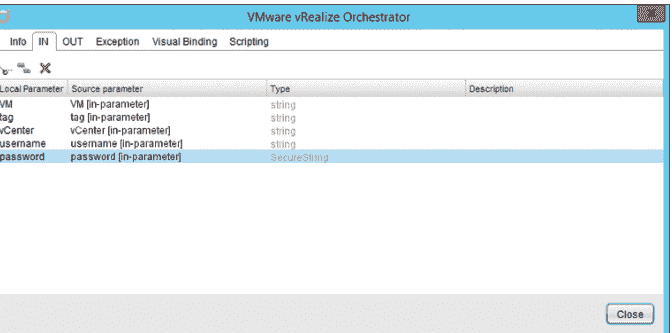 VMware vRealize Orchestrator
Info IN OUT Exception Visual Binding Scripting
Local Parameter Source parameter Type Description
VM VM [in-parameter] string
tag tag [in-parameter] string
vCenter vCenter [in-parameter] string
username username [in-parameter] string
password password [in-parameter] SecureString
Close